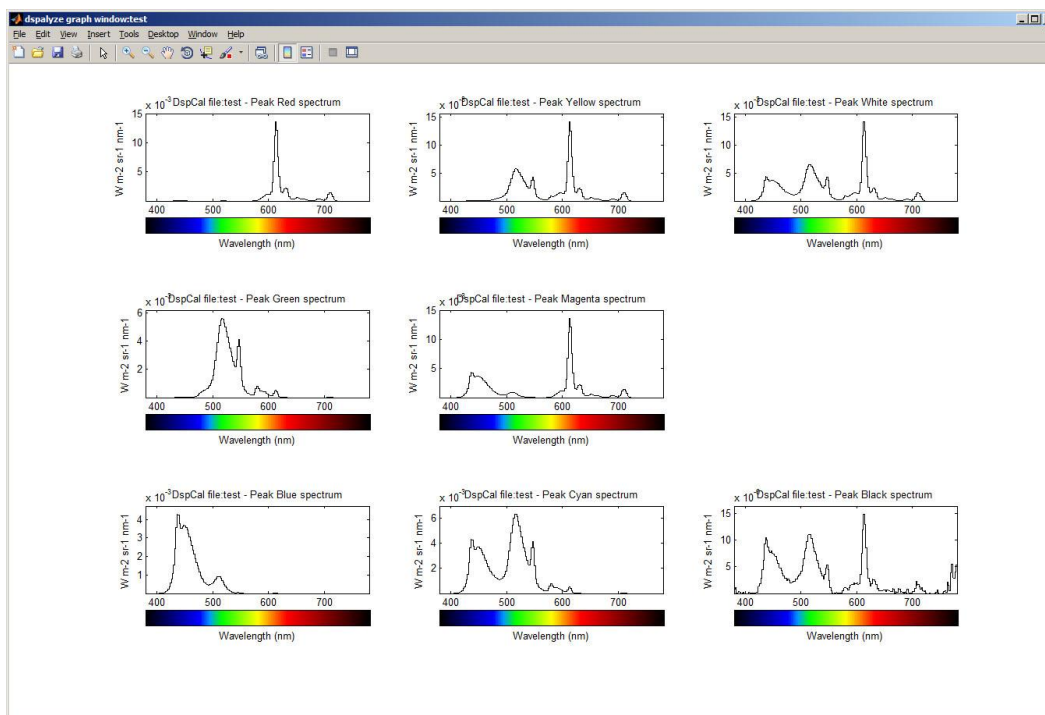 dspalyze graph window:test
File Edit View Insert Tools Desktop Window Help
x 10-3 DspCal file:test - Peak Red spectrum
15
10
5
W m-2 sr-1 nm-1
400 500 600 700
Wavelength (nm)
x 10 DspCal file:test - Peak Yellow spectrum
15
10
5
W m-2 sr-1 nm-1
400 500 600 700
Wavelength (nm)
x 10 DspCal file:test - Peak White spectrum
15
10
5
W m-2 sr-1 nm-1
400 500 600 700
Wavelength (nm)
x 10 DspCal file:test - Peak Green spectrum
6
4
2
W m-2 sr-1 nm-1
400 500 600 700
Wavelength (nm)
x 10 DspCal file:test - Peak Magenta spectrum
15
10
5
W m-2 sr-1 nm-1
400 500 600 700
Wavelength (nm)
x 10-3 DspCal file:test - Peak Blue spectrum
4
3
2
1
W m-2 sr-1 nm-1
400 500 600 700
Wavelength (nm)
x 10-3 DspCal file:test - Peak Cyan spectrum
6
4
2
W m-2 sr-1 nm-1
400 500 600 700
Wavelength (nm)
x 10 DspCal file:test - Peak Black spectrum
15
10
5
W m-2 sr-1 nm-1
400 500 600 700
Wavelength (nm)